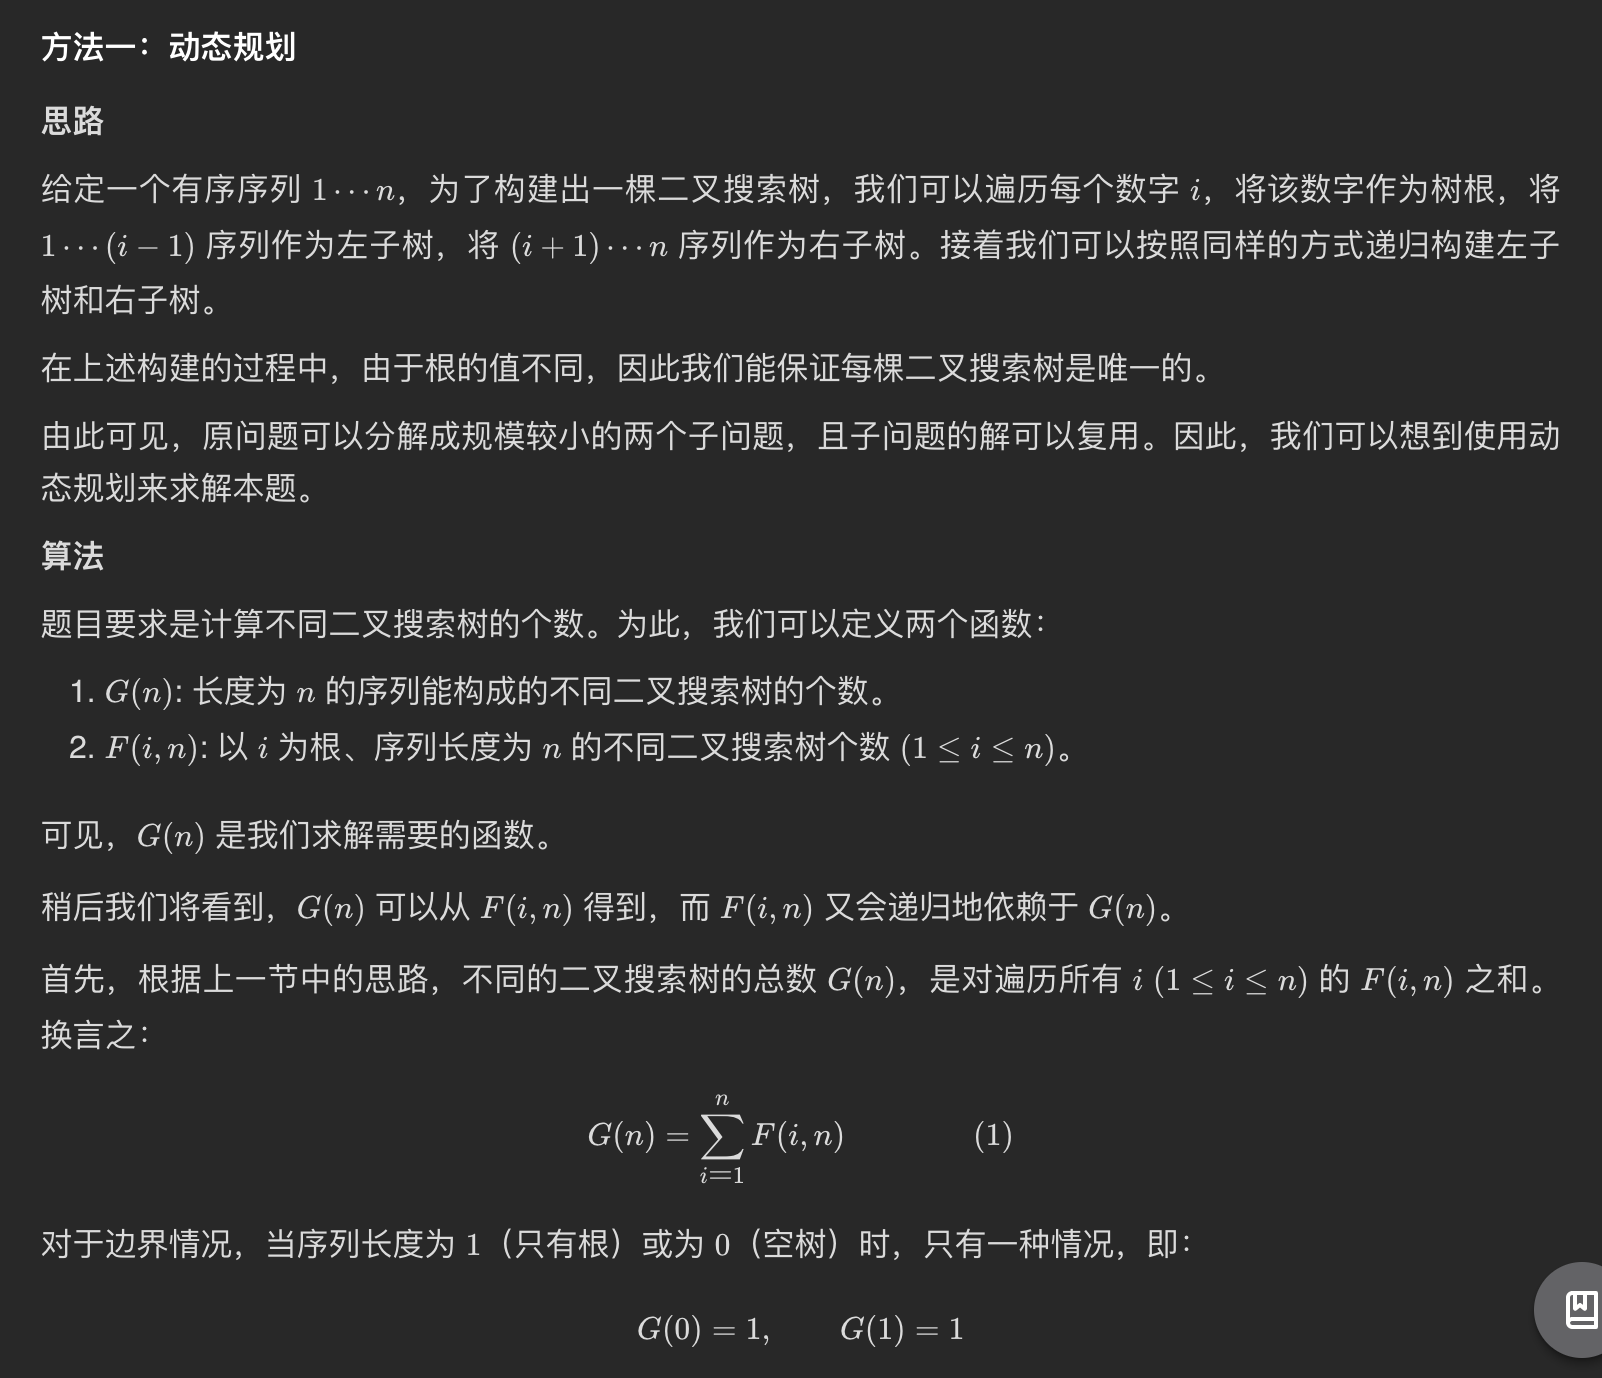 方法一：动态规划
思路
给定一个有序序列 1⋯n，为了构建出一棵二叉搜索树，我们可以遍历每个数字 i，将该数字作为树根，将
1⋯(i − 1) 序列作为左子树，将 (i + 1)⋯n 序列作为右子树。接着我们可以按照同样的方式递归构建左子
树和右子树。
在上述构建的过程中，由于根的值不同，因此我们能保证每棵二叉搜索树是唯一的。
由此可见，原问题可以分解成规模较小的两个子问题，且子问题的解可以复用。因此，我们可以想到使用动
态规划来求解本题。
算法
题目要求是计算不同二叉搜索树的个数。为此，我们可以定义两个函数：
1. G(n): 长度为 n 的序列能构成的不同二叉搜索树的个数。
2. F(i, n): 以 i 为根、序列长度为 n 的不同二叉搜索树个数 (1 ≤ i ≤ n)。
可见，G(n) 是我们求解需要的函数。
稍后我们将看到，G(n) 可以从 F(i, n) 得到，而 F(i, n) 又会递归地依赖于 G(n)。
首先，根据上一节中的思路，不同的二叉搜索树的总数 G(n)，是对遍历所有 i (1 ≤ i ≤ n) 的 F(i, n) 之和。
换言之：
G(n) = ∑_{i=1}^{n} F(i, n) (1)
对于边界情况，当序列长度为 1（只有根）或为 0（空树）时，只有一种情况，即：
G(0) = 1, G(1) = 1